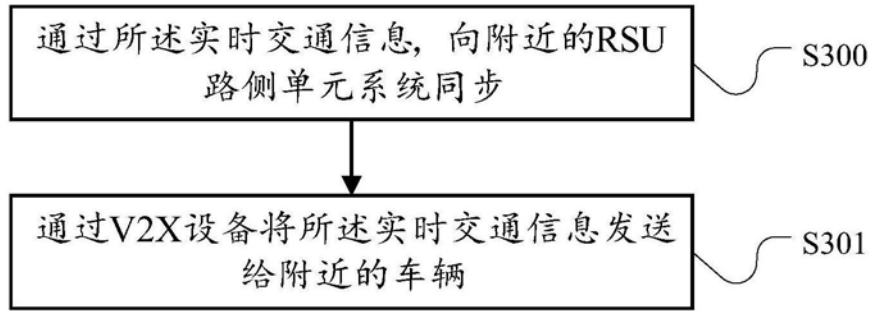 通过所述实时交通信息，向附近的RSU
路侧单元系统同步
S300
通过V2X设备将所述实时交通信息发送
给附近的车辆
S301